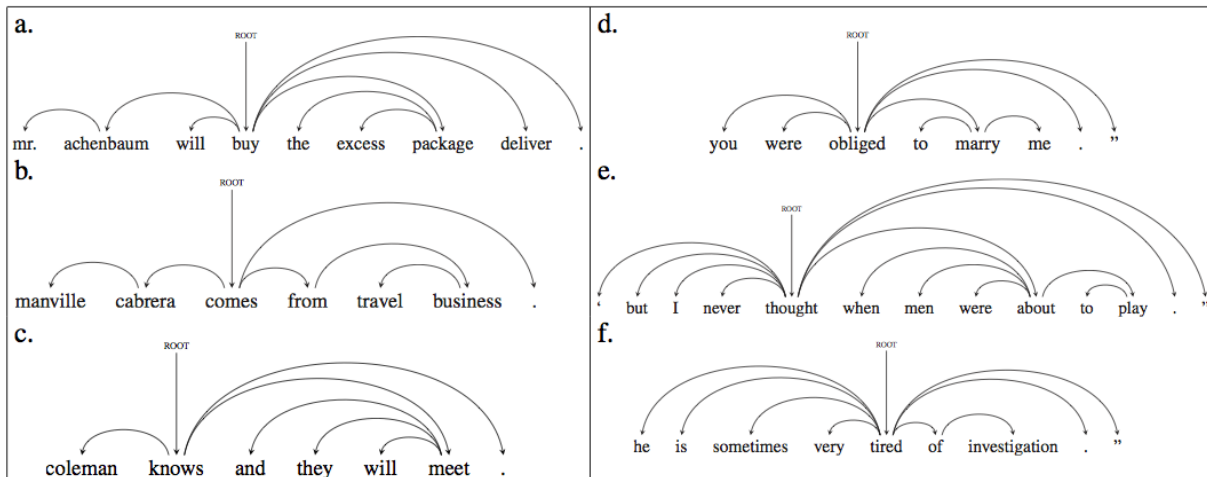 a.
ROOT
mr. achenbaum will buy the excess package deliver .
b.
ROOT
manville cabrera comes from travel business .
c.
ROOT
coleman knows and they will meet .
d.
ROOT
you were obliged to marry me . ”
e.
ROOT
‘ but I never thought when men were about to play . ”
f.
ROOT
he is sometimes very tired of investigation . ”